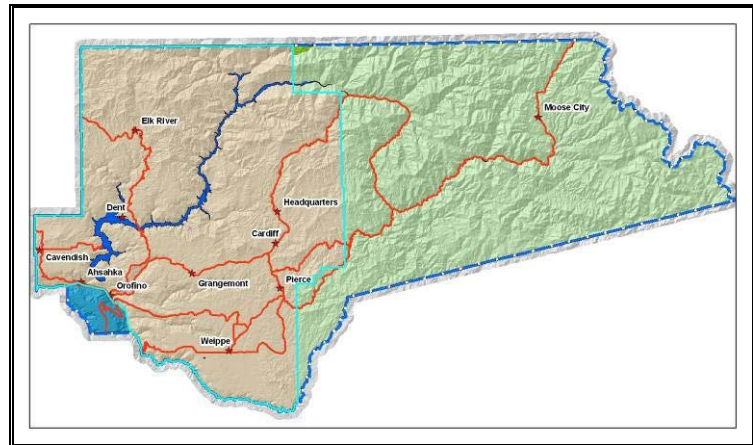 Moose City
Elk River
Headquarters
Dent
Cardiff
Cavendish
Ahsahka
Grangemont
Pierce
Orofino
Weippe